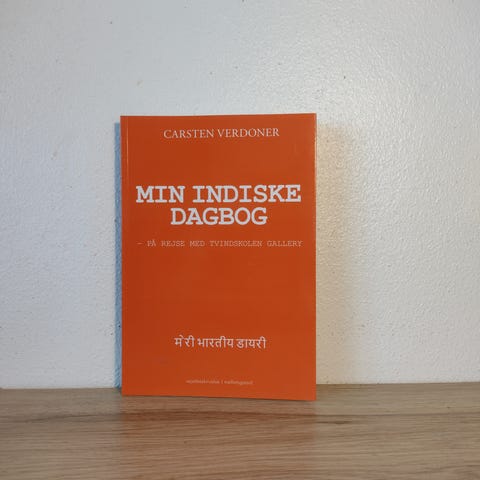 CARSTEN VERDONER
MIN INDISKE
DAGBOG
- PÅ REJSE MED TVINDSKOLEN GALLERY
मेरी भारतीय डायरी